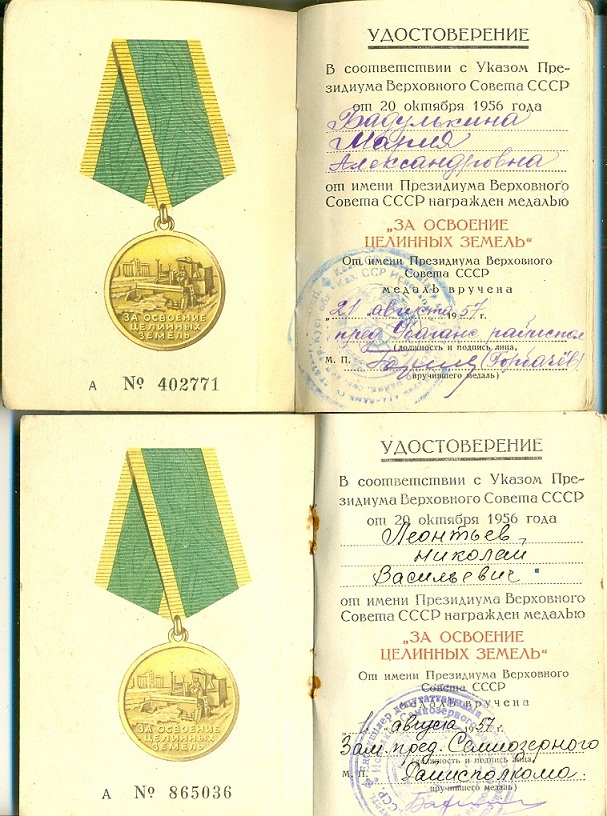 ЗА ОСВОЕНИЕ
ЦЕЛИННЫХ
ЗЕМЕЛЬ
А № 402771
УДОСТОВЕРЕНИЕ
В соответствии с Указом Пре-
зидиума Верховного Совета СССР
от 20 октября 1956 года
Бадулькина
Мария
Александровна
от имени Президиума Верховного
Совета СССР награжден медалью
„ЗА ОСВОЕНИЕ
ЦЕЛИННЫХ ЗЕМЕЛЬ“
От имени Президиума Верховного
Совета СССР
медаль вручена
„21 августа 1957 г.
пред.
(должность и подпись лица,
М. П.
вручившего медаль)
ЗА ОСВОЕНИЕ
ЦЕЛИННЫХ
ЗЕМЕЛЬ
А № 865036
УДОСТОВЕРЕНИЕ
В соответствии с Указом Пре-
зидиума Верховного Совета СССР
от 20 октября 1956 года
Леонтьев
Николай
Васильевич
от имени Президиума Верховного
Совета СССР награжден медалью
„ЗА ОСВОЕНИЕ
ЦЕЛИННЫХ ЗЕМЕЛЬ“
От имени Президиума Верховного
Совета СССР
медаль вручена
августа 1957 г.
Зам. пред. Семиозерного
(должность и подпись лица,
М. П. Райисполкома
вручившего медаль)